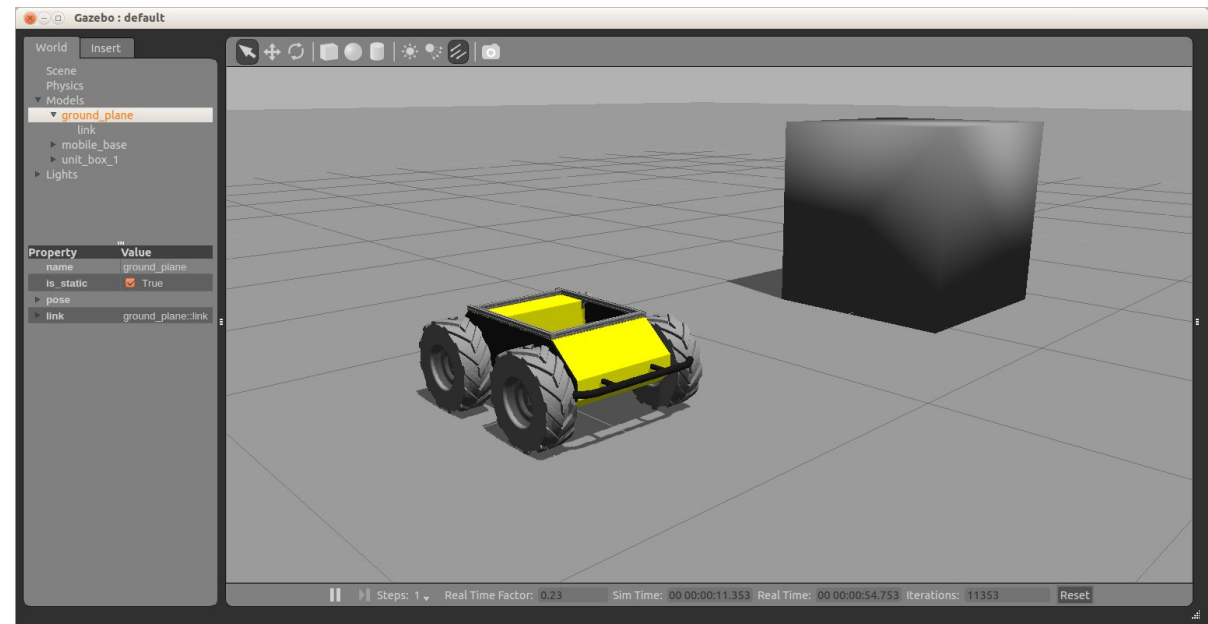 Gazebo : default
World Insert
Scene
Physics
Models
ground_plane
link
mobile_base
unit_box_1
Lights
Property Value
name ground_plane
is_static True
pose
link ground_plane::link
Steps: 1 Real Time Factor: 0.23 Sim Time: 00 00:00:11.353 Real Time: 00 00:00:54.753 Iterations: 11353 Reset